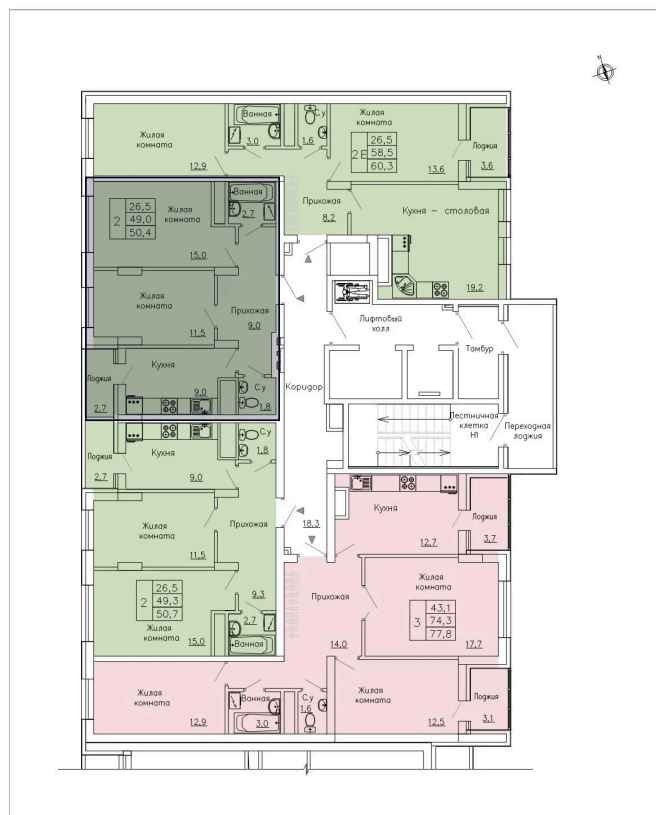 N
Ванная
3.0
С.у
1.6
Жилая
комната
12.9
Жилая
комната
13.6
2Е
26,5
58,5
60,3
Лоджия
3.6
Прихожая
8.2
Кухня – столовая
19.2
2
26,5
49,0
50,4
Жилая
комната
15.0
Ванная
2.7
Жилая
комната
11.5
Прихожая
9.0
Кухня
9.0
Лоджия
2.7
С.у
1.8
Лифтовый
холл
Тамбур
Коридор
18.3
Лестничная
клетка
Н1
Переходная
лоджия
Лоджия
2.7
Кухня
9.0
С.у
1.8
Жилая
комната
11.5
Прихожая
9.3
2
26,5
49,3
50,7
Жилая
комната
15.0
2.7
Ванная
Кухня
12.7
Лоджия
3.7
Жилая
комната
17.7
3
43,1
74,3
77,8
Прихожая
14.0
Жилая
комната
12.9
Ванная
3.0
С.у
1.6
Жилая
комната
12.5
Лоджия
3.1